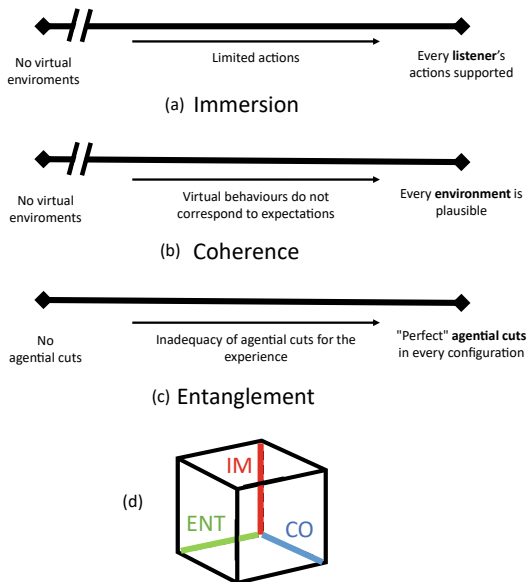 No virtual
enviroments
Limited actions
Every listener's
actions supported
(a) Immersion
No virtual
enviroments
Virtual behaviours do not
correspond to expectations
Every environment is
plausible
(b) Coherence
No
agential cuts
Inadequacy of agential cuts for the
experience
"Perfect" agential cuts
in every configuration
(c) Entanglement
(d)
IM
ENT
CO